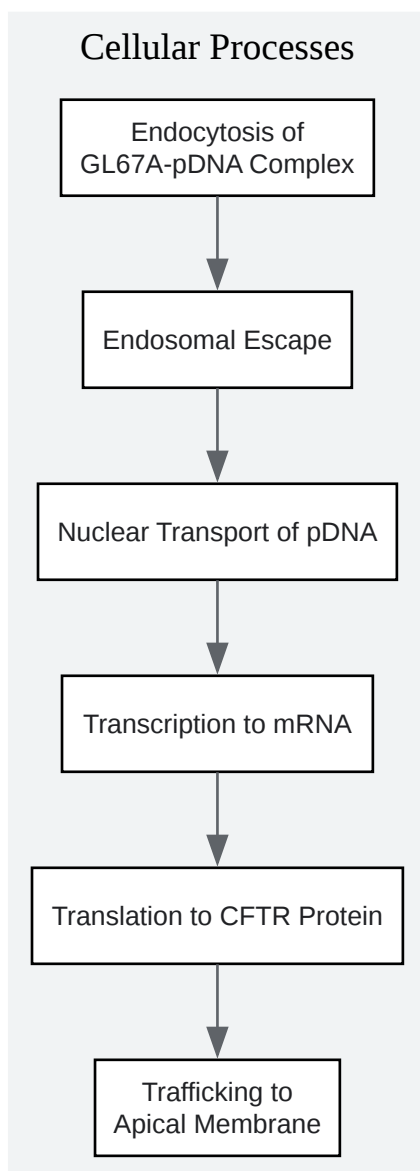 Cellular Processes
Endocytosis of
GL67A-pDNA Complex
Endosomal Escape
Nuclear Transport of pDNA
Transcription to mRNA
Translation to CFTR Protein
Trafficking to
Apical Membrane